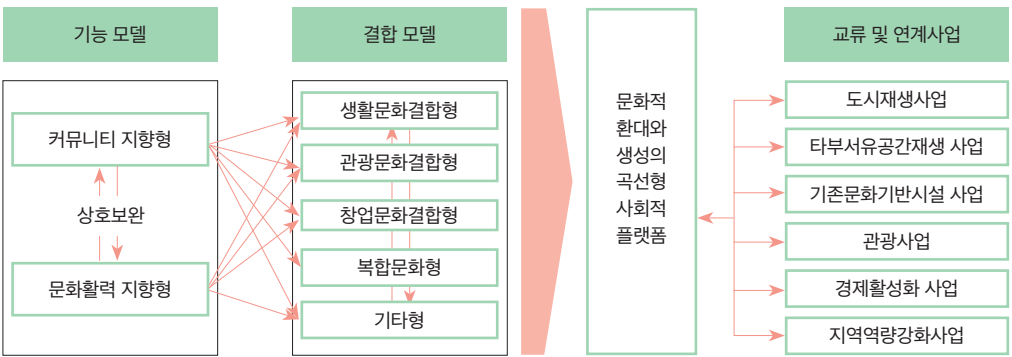 기능 모델
커뮤니티 지향형
상호보완
문화활력 지향형
결합 모델
생활문화결합형
관광문화결합형
창업문화결합형
복합문화형
기타형
문화적
환대와
생성의
곡선형
사회적
플랫폼
교류 및 연계사업
도시재생사업
타부서유공간재생 사업
기존문화기반시설 사업
관광사업
경제활성화 사업
지역역량강화사업